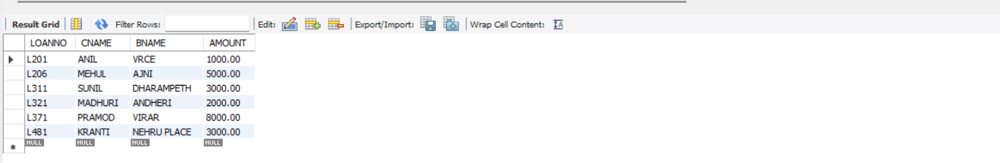 Result Grid Filter Rows: Edit: Export/Import: Wrap Cell Content: IA
LOANNO CNAME BNAME AMOUNT
L201 ANIL VRCE 1000.00
L206 MEHUL AJNI 5000.00
L311 SUNIL DHARAMPETH 3000.00
L321 MADHURI ANDHERI 2000.00
L371 PRAMOD VIRAR 8000.00
L481 KRANTI NEHRU PLACE 3000.00
NULL NULL NULL NULL